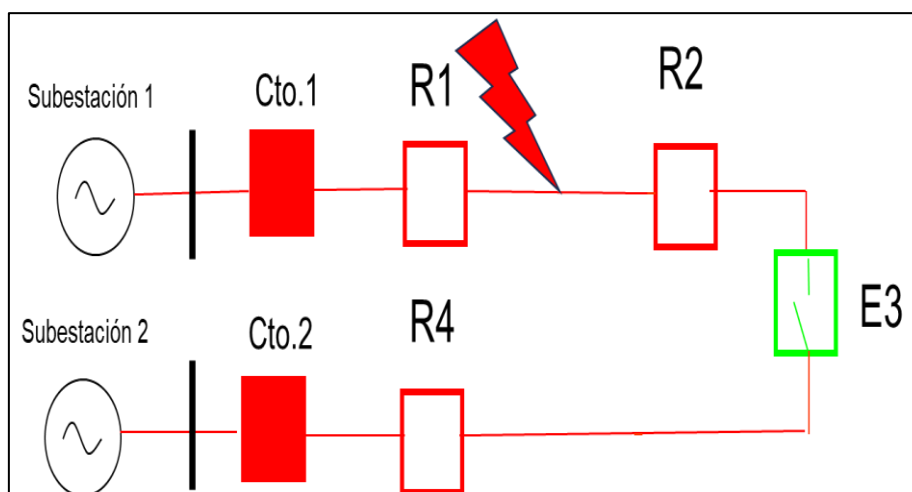 Subestación 1
Cto.1
R1
R2
E3
Subestación 2
Cto.2
R4